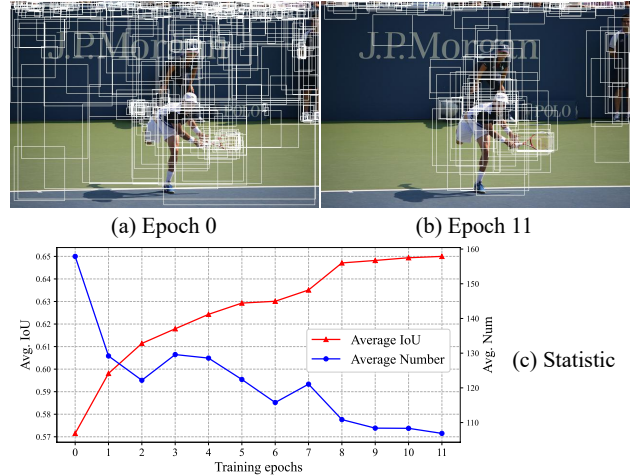 J.P.Morgan
POLO
J.P.Morgan
POLO
(a) Epoch 0
(b) Epoch 11
0.65
0.64
0.63
0.62
0.61
0.60
0.59
0.58
0.57
Avg. IoU
160
150
140
130
120
110
Avg. Num
Average IoU
Average Number
0 1 2 3 4 5 6 7 8 9 10 11
Training epochs
(c) Statistic